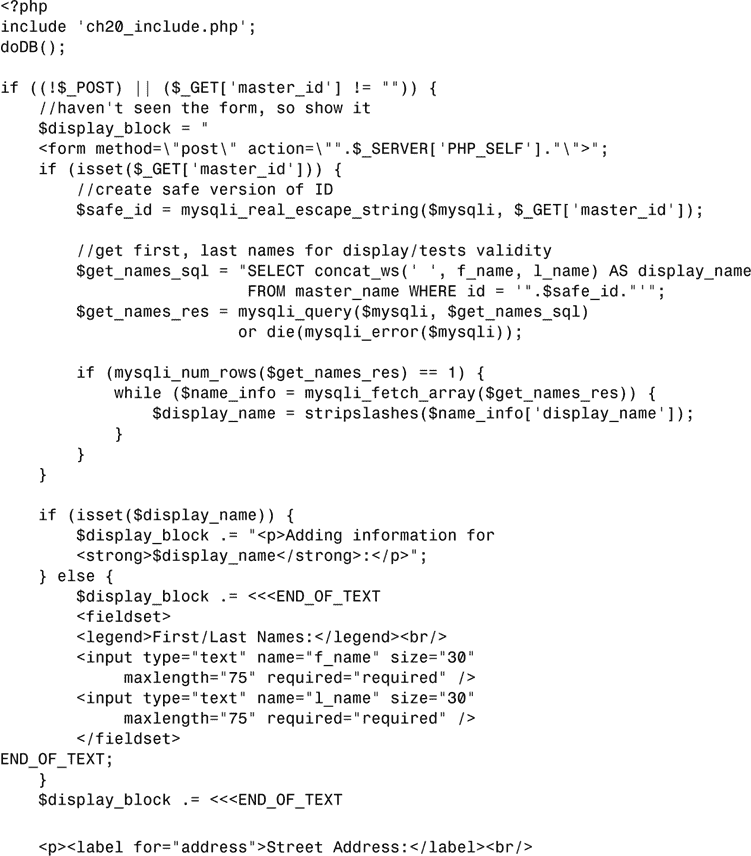 <?php
include 'ch20_include.php';
doDB();

if ((!$_POST) || ($_GET['master_id'] != "")) {
    //haven't seen the form, so show it
    $display_block = "
    <form method=\"post\" action=\"".$_SERVER['PHP_SELF']."\">";
    if (isset($_GET['master_id'])) {
        //create safe version of ID
        $safe_id = mysqli_real_escape_string($mysqli, $_GET['master_id']);

        //get first, last names for display/tests validity
        $get_names_sql = "SELECT concat_ws(' ', f_name, l_name) AS display_name
                          FROM master_name WHERE id = '".$safe_id."'";
        $get_names_res = mysqli_query($mysqli, $get_names_sql)
                         or die(mysqli_error($mysqli));

        if (mysqli_num_rows($get_names_res) == 1) {
            while ($name_info = mysqli_fetch_array($get_names_res)) {
                $display_name = stripslashes($name_info['display_name']);
            }
        }
    }

    if (isset($display_name)) {
        $display_block .= "<p>Adding information for
        <strong>$display_name</strong>:</p>";
    } else {
        $display_block .= <<<END_OF_TEXT
        <fieldset>
        <legend>First/Last Names:</legend><br/>
        <input type="text" name="f_name" size="30"
             maxlength="75" required="required" />
        <input type="text" name="l_name" size="30"
             maxlength="75" required="required" />
        </fieldset>
END_OF_TEXT;
    }
    $display_block .= <<<END_OF_TEXT

    <p><label for="address">Street Address:</label><br/>